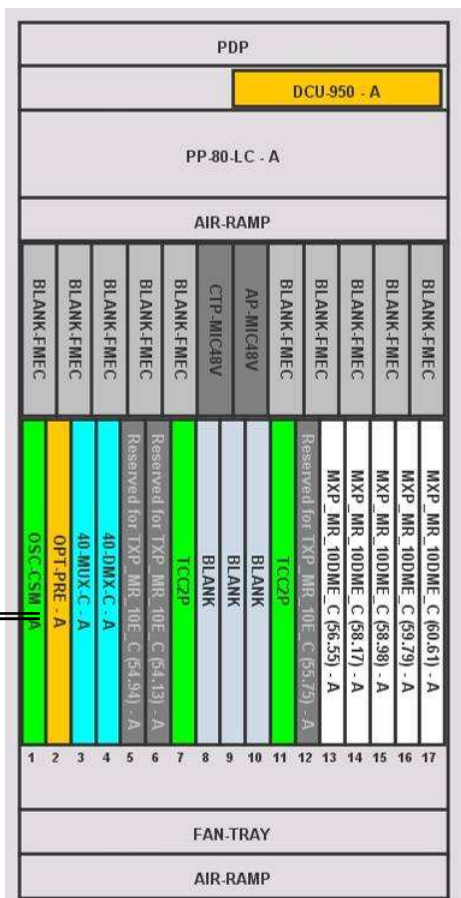 PDP
DCU-950 - A
PP-80-LC - A
AIR-RAMP
BLANK-FMEC
BLANK-FMEC
BLANK-FMEC
BLANK-FMEC
BLANK-FMEC
CTP-MIC48V
AP-MIC48V
BLANK-FMEC
BLANK-FMEC
BLANK-FMEC
BLANK-FMEC
BLANK-FMEC
OSC-CSM - A
OPT-PRE - A
40-MUX-C - A
40-DMX-C - A
Reserved for TXP_MR_10E_C (54.94) - A
Reserved for TXP_MR_10E_C (54.13) - A
TCC2P
BLANK
BLANK
BLANK
TCC2P
Reserved for TXP_MR_10E_C (55.75) - A
MXP_MR_10DME_C (56.55) - A
MXP_MR_10DME_C (58.17) - A
MXP_MR_10DME_C (58.98) - A
MXP_MR_10DME_C (59.79) - A
MXP_MR_10DME_C (60.61) - A
1 2 3 4 5 6 7 8 9 10 11 12 13 14 15 16 17
FAN-TRAY
AIR-RAMP